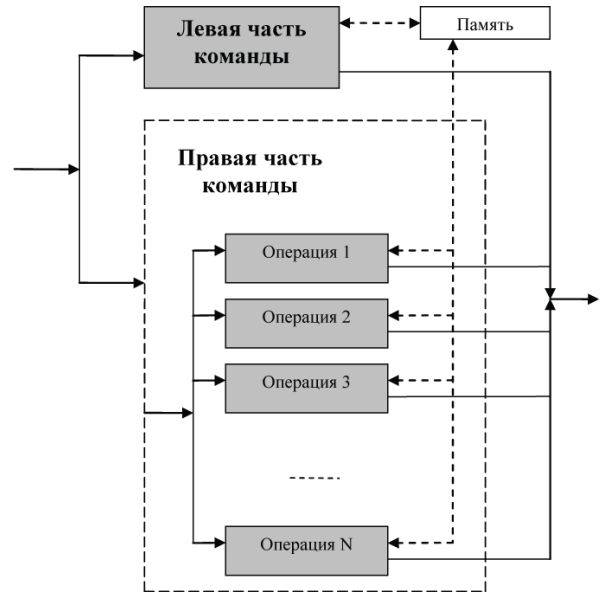 Левая часть
команды
Память
Правая часть
команды
Операция 1
Операция 2
Операция 3
Операция N